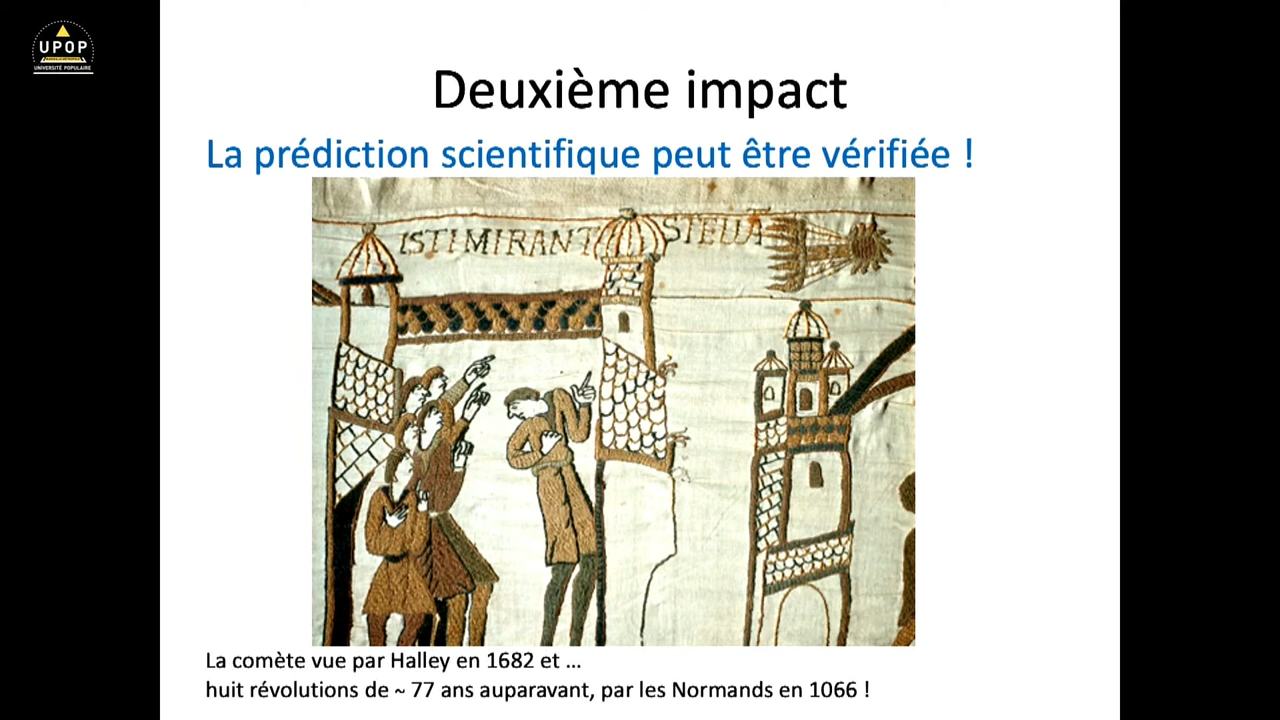 UPOP
UNIVERSITÉ POPULAIRE
Deuxième impact
La prédiction scientifique peut être vérifiée !
ISTI MIRANT STELLA
La comète vue par Halley en 1682 et ...
huit révolutions de ~ 77 ans auparavant, par les Normands en 1066 !